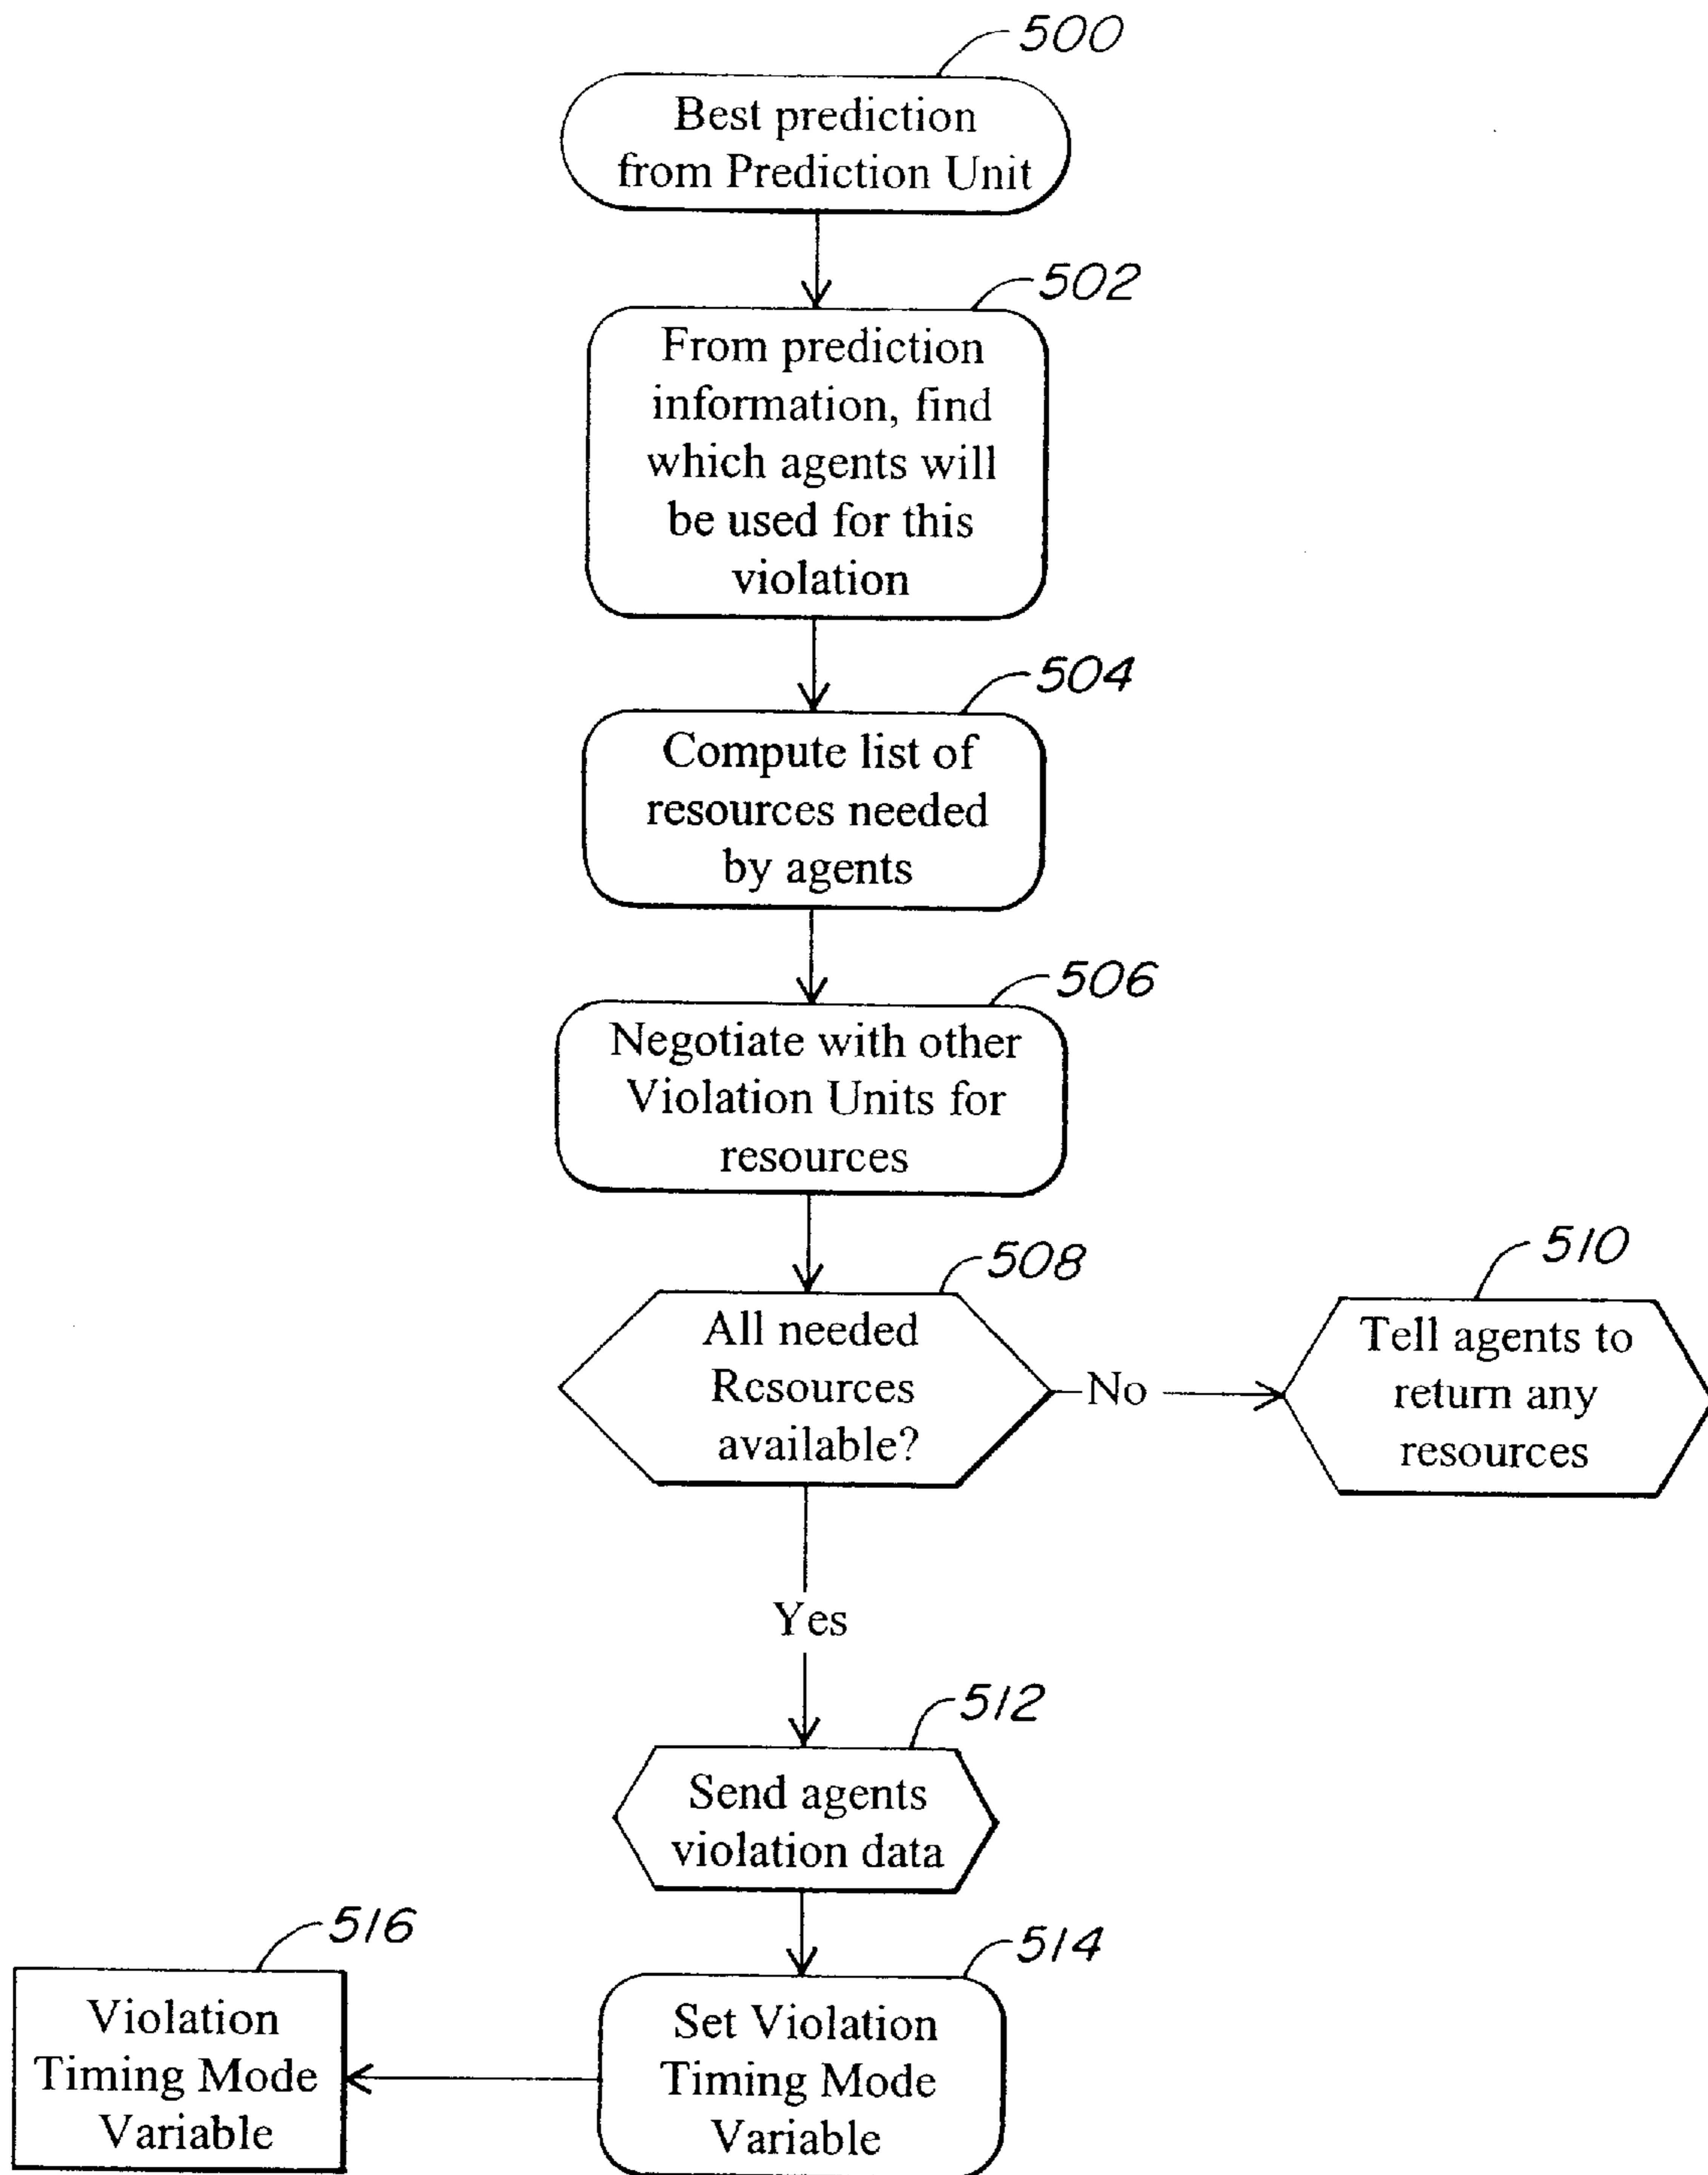 500
Best prediction
from Prediction Unit
502
From prediction
information, find
which agents will
be used for this
violation
504
Compute list of
resources needed
by agents
506
Negotiate with other
Violation Units for
resources
508
All needed
Resources
available?
No
510
Tell agents to
return any
resources
Yes
512
Send agents
violation data
514
Set Violation
Timing Mode
Variable
516
Violation
Timing Mode
Variable